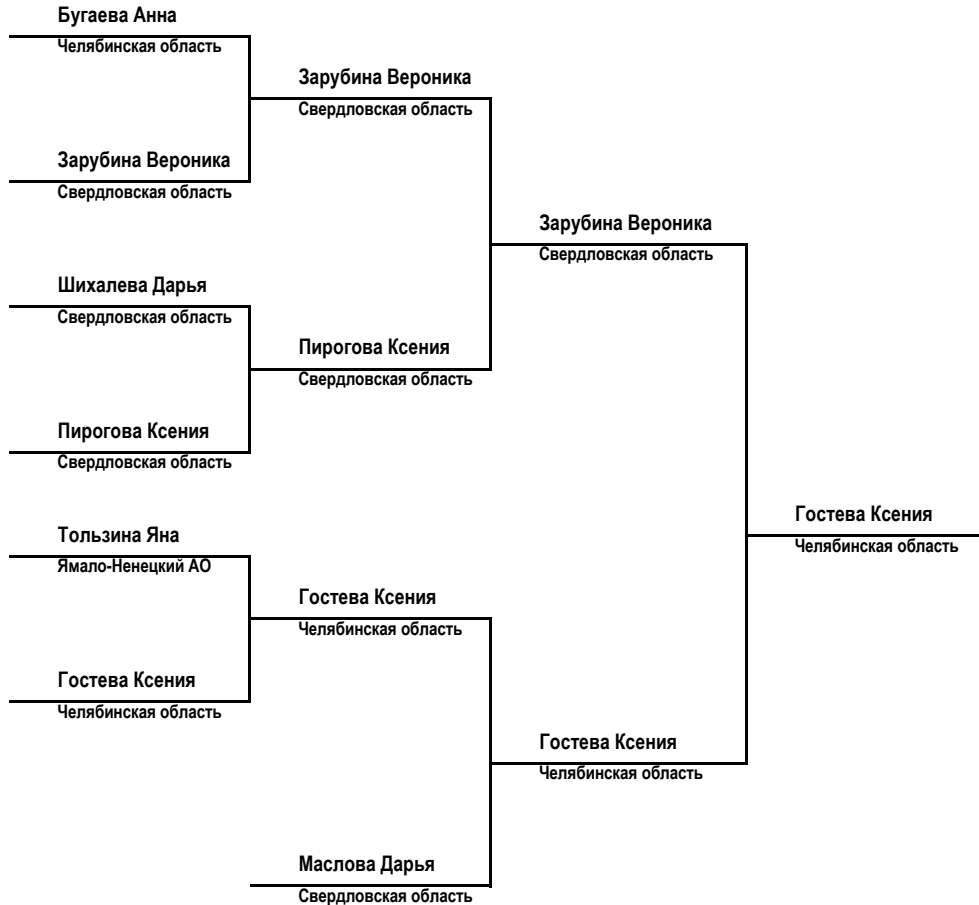 Бугаева Анна
Челябинская область
Зарубина Вероника
Свердловская область
Зарубина Вероника
Свердловская область
Зарубина Вероника
Свердловская область
Шихалева Дарья
Свердловская область
Пирогова Ксения
Свердловская область
Пирогова Ксения
Свердловская область
Гостева Ксения
Челябинская область
Тользина Яна
Ямало-Ненецкий АО
Гостева Ксения
Челябинская область
Гостева Ксения
Челябинская область
Гостева Ксения
Челябинская область
Маслова Дарья
Свердловская область